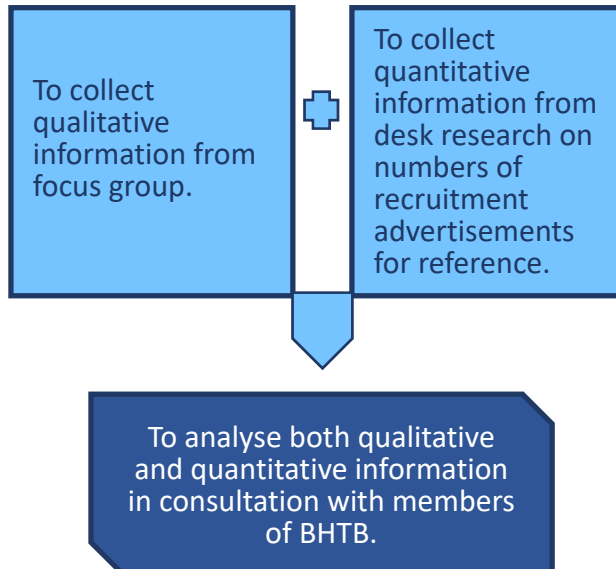 To collect
qualitative
information from
focus group.
To collect
quantitative
information from
desk research on
numbers of
recruitment
advertisements
for reference.
To analyse both qualitative
and quantitative information
in consultation with members
of BHTB.